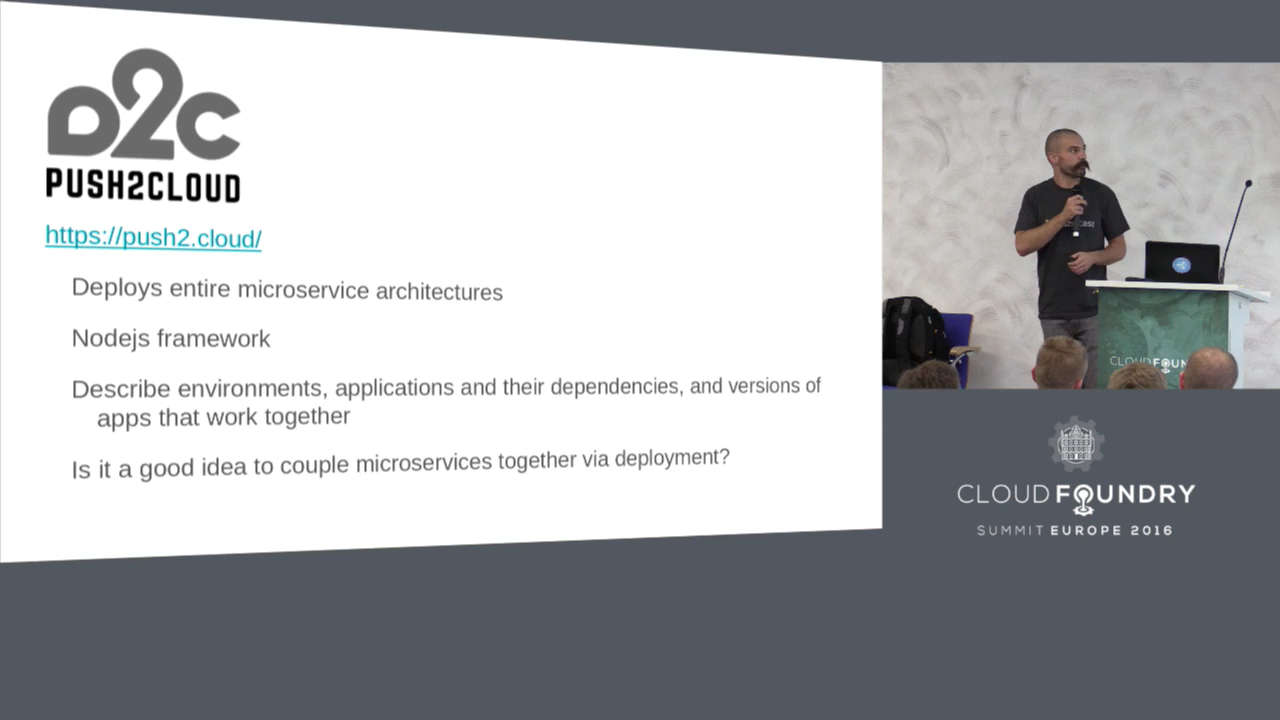 P2C
PUSH2CLOUD
https://push2.cloud/
Deploys entire microservice architectures
Nodejs framework
Describe environments, applications and their dependencies, and versions of
apps that work together
Is it a good idea to couple microservices together via deployment?
CLOUD FOUNDRY
SUMMIT EUROPE 2016